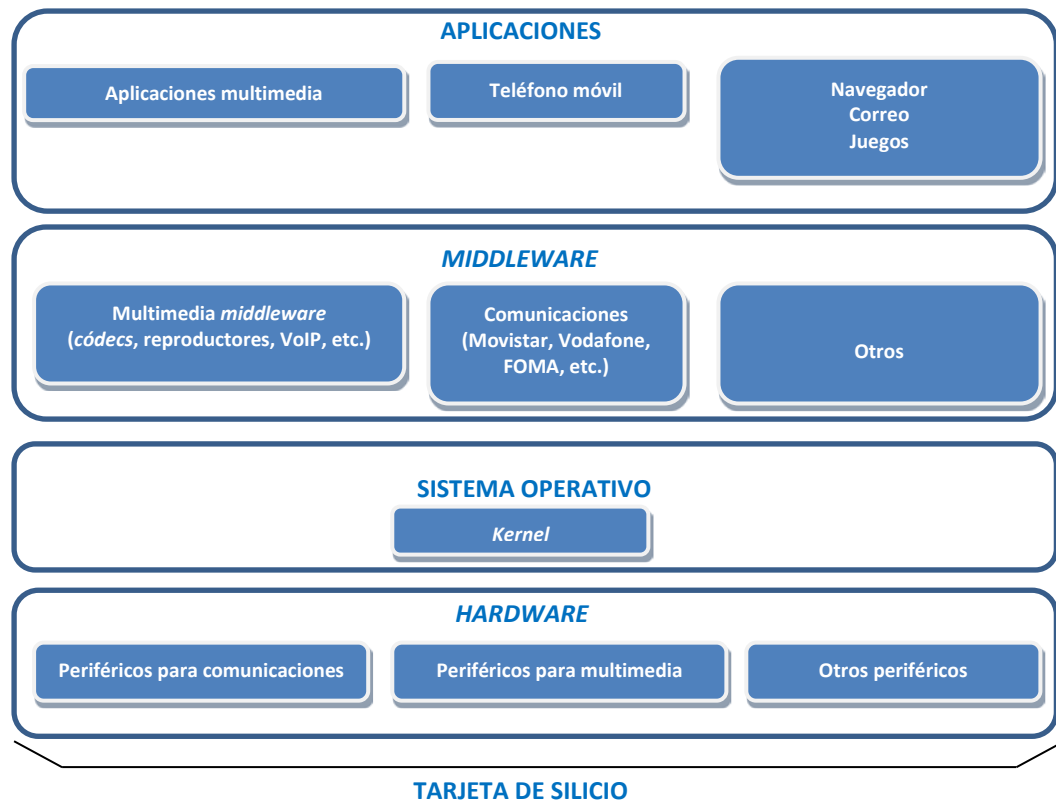 APLICACIONES
Aplicaciones multimedia
Teléfono móvil
Navegador
Correo
Juegos
MIDDLEWARE
Multimedia middleware
(códecs, reproductores, VoIP, etc.)
Comunicaciones
(Movistar, Vodafone,
FOMA, etc.)
Otros
SISTEMA OPERATIVO
Kernel
HARDWARE
Periféricos para comunicaciones
Periféricos para multimedia
Otros periféricos
TARJETA DE SILICIO